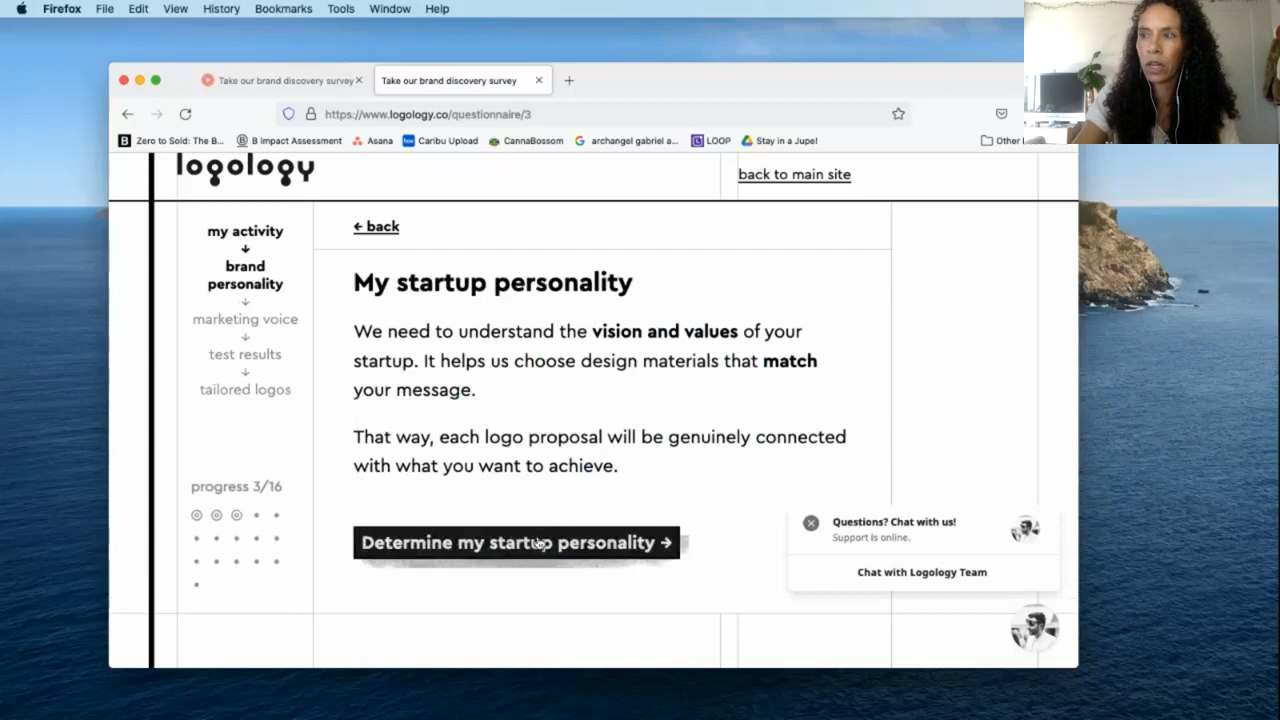 Firefox File Edit View History Bookmarks Tools Window Help
Take our brand discovery survey Take our brand discovery survey
https://www.logology.co/questionnaire/3
Zero to Sold: The B... B Impact Assessment Asana Caribu Upload CannaBossom archangel gabriel a... LOOP Stay in a Jupe! Other
logology
back to main site
my activity
brand
personality
marketing voice
test results
tailored logos
progress 3/16
← back
My startup personality
We need to understand the vision and values of your
startup. It helps us choose design materials that match
your message.
That way, each logo proposal will be genuinely connected
with what you want to achieve.
Determine my startup personality →
Questions? Chat with us!
Support is online.
Chat with Logology Team